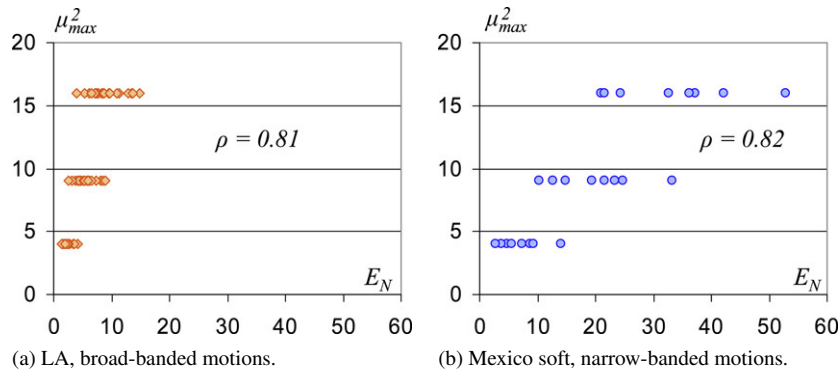 μ²max
20
15
10
5
0
ρ = 0.81
E_N
0 10 20 30 40 50 60
(a) LA, broad-banded motions.
μ²max
20
15
10
5
0
ρ = 0.82
E_N
0 10 20 30 40 50 60
(b) Mexico soft, narrow-banded motions.